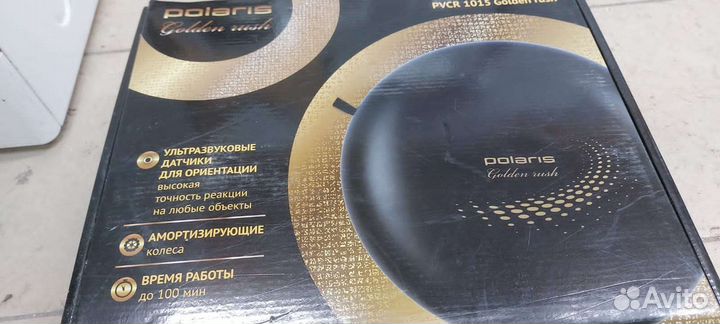 polaris
Golden rush
PVCR 1015 Golden rush
УЛЬТРАЗВУКОВЫЕ
ДАТЧИКИ
ДЛЯ ОРИЕНТАЦИИ
высокая
точность реакции
на любые объекты
АМОРТИЗИРУЮЩИЕ
колеса
ВРЕМЯ РАБОТЫ
до 100 мин
polaris
Golden rush
Avito